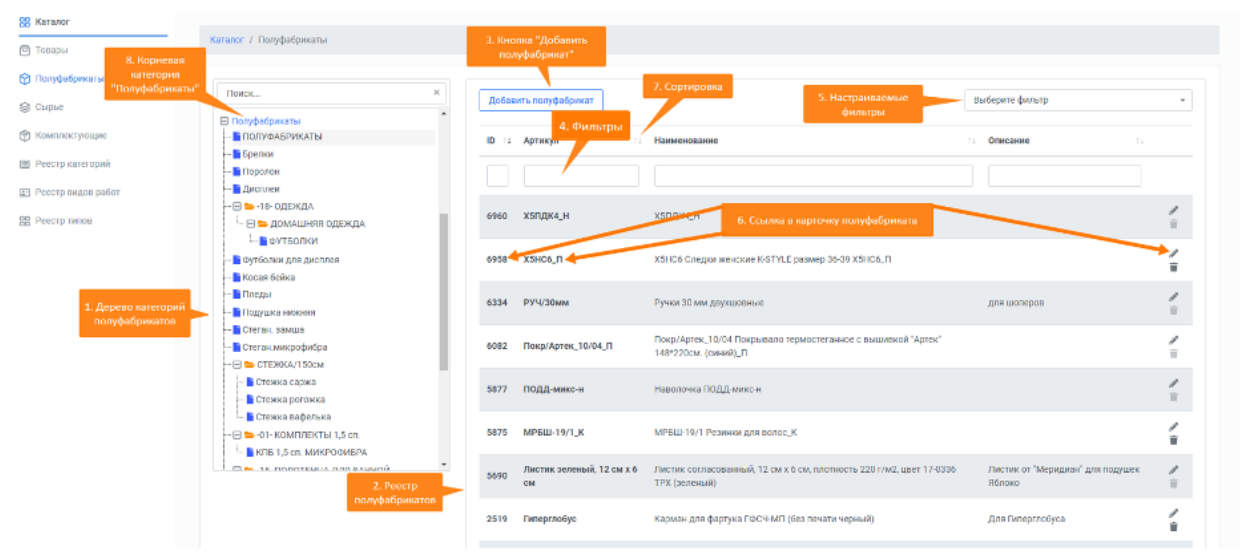 Каталог
Товары
Полуфабрикаты
Сырье
Комплектующие
Реестр категорий
Реестр видов работ
Реестр типов
Каталог / Полуфабрикаты
8. Корневая
категория
"Полуфабрикаты"
3. Кнопка "Добавить
полуфабрикат"
7. Сортировка
5. Настраиваемые
фильтры
4. Фильтры
6. Ссылка в карточку полуфабриката
1. Дерево категорий
полуфабрикатов
2. Реестр
полуфабрикатов
Поиск... ×
Полуфабрикаты
ПОЛУФАБРИКАТЫ
Брелки
Поролон
Дисплеи
-18- ОДЕЖДА
ДОМАШНЯЯ ОДЕЖДА
ФУТБОЛКИ
Футболки для дисплея
Косая бейка
Пледы
Подушка нижняя
Стеган. замша
Стеган.микрофибра
СТЕЖКА/150см
Стежка саржа
Стежка рогожка
Стежка вафелька
-01- КОМПЛЕКТЫ 1,5 сп.
КПБ 1,5 сп. МИКРОФИБРА
Добавить полуфабрикат
Выберите фильтр
ID Артикул Наименование Описание
6960 Х5ПДК4_Н
6958 Х5НС6_П Х5НС6 Следки женские K-STYLE размер 36-39 Х5НС6_П
6334 РУЧ/30мм Ручки 30 мм двухшовные для шоперов
6082 Покр/Артек_10/04_П Покр/Артек_10/04 Покрывало термостеганное с вышивкой "Артек"
148*220см. (синий)_П
5877 ПОДД-микс-н Наволочка ПОДД-микс-н
5875 МРБШ-19/1_К МРБШ-19/1 Резинки для волос_К
5690 Листик зеленый, 12 см х 6
см Листик согласованный, 12 см х 6 см, плотность 220 г/м2, цвет 17-0336
ТРХ (зеленый) Листик от "Меридиан" для подушек
Яблоко
2519 Гиперглобус Карман для фартука ГФСЧ-МП (без печати черный) Для Гиперглобуса